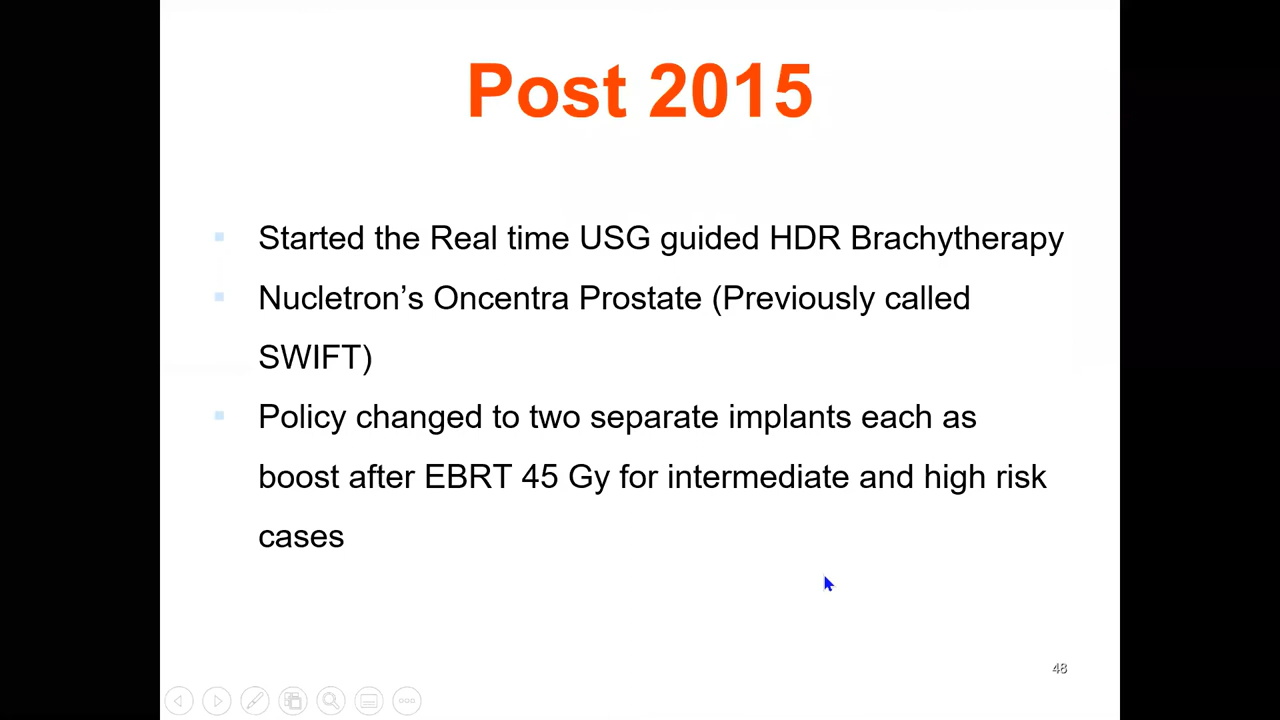 Post 2015
Started the Real time USG guided HDR Brachytherapy
Nucletron’s Oncentra Prostate (Previously called
SWIFT)
Policy changed to two separate implants each as
boost after EBRT 45 Gy for intermediate and high risk
cases
48